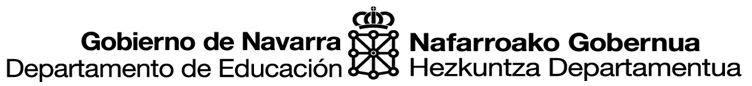 Gobierno de Navarra
Departamento de Educación
Nafarroako Gobernua
Hezkuntza Departamentua